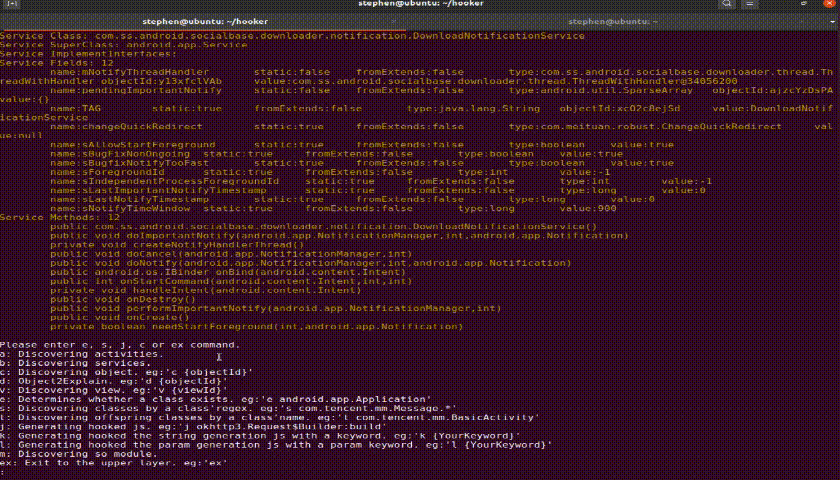 stephen@ubuntu: ~/hooker
stephen@ubuntu: ~/hooker
stephen@ubuntu: ~
Service Class: com.ss.android.socialbase.downloader.notification.DownloadNotificationService
Service SuperClass: android.app.Service
Service ImplementInterfaces:
Service Fields: 12
name:mNotifyThreadHandler static:false fromExtends:false type:com.ss.android.socialbase.downloader.thread.Th
readWithHandler objectId:y13xfclVAb value:com.ss.android.socialbase.downloader.thread.ThreadWithHandler@34056200
name:pendingImportantNotify static:false fromExtends:false type:android.util.SparseArray objectId:ajzcYzDsPA
value:{}
name:TAG static:true fromExtends:false type:java.lang.String objectId:xcO2cBejSd value:DownloadNotif
icationService
name:changeQuickRedirect static:true fromExtends:false type:com.meituan.robust.ChangeQuickRedirect val
ue:null
name:sAllowStartForeground static:true fromExtends:false type:boolean value:true
name:sBugFixNonOngoing static:true fromExtends:false type:boolean value:true
name:sBugFixNotifyTooFast static:true fromExtends:false type:boolean value:true
name:sForegroundId static:true fromExtends:false type:int value:-1
name:sIndependentProcessForegroundId static:true fromExtends:false type:int value:-1
name:sLastImportantNotifyTimestamp static:true fromExtends:false type:long value:0
name:sLastNotifyTimestamp static:true fromExtends:false type:long value:0
name:sNotifyTimeWindow static:true fromExtends:false type:long value:900
Service Methods: 12
public com.ss.android.socialbase.downloader.notification.DownloadNotificationService()
public void doImportantNotify(android.app.NotificationManager,int,android.app.Notification)
private void createNotifyHandlerThread()
public void doCancel(android.app.NotificationManager,int)
public void doNotify(android.app.NotificationManager,int,android.app.Notification)
public android.os.IBinder onBind(android.content.Intent)
public int onStartCommand(android.content.Intent,int,int)
private void handleIntent(android.content.Intent)
public void onDestroy()
public void performImportantNotify(android.app.NotificationManager,int)
public void onCreate()
private boolean needStartForeground(int,android.app.Notification)
Please enter e, s, j, c or ex command.
a: Discovering activities.
b: Discovering services.
c: Discovering object. eg:'c {objectId}'
d: Object2Explain. eg:'d {objectId}'
v: Discovering view. eg:'v {viewId}'
e: Determines whether a class exists. eg:'e android.app.Application'
s: Discovering classes by a class'regex. eg:'s com.tencent.mm.Message.*'
t: Discovering offspring classes by a class'name. eg:'t com.tencent.mm.BasicActivity'
j: Generating hooked js. eg:'j okhttp3.Request$Builder:build'
k: Generating hooked the string generation js with a keyword. eg:'k {YourKeyword}'
l: Generating hooked the param generation js with a param keyword. eg:'l {YourKeyword}'
m: Discovering so module.
ex: Exit to the upper layer. eg:'ex'
: